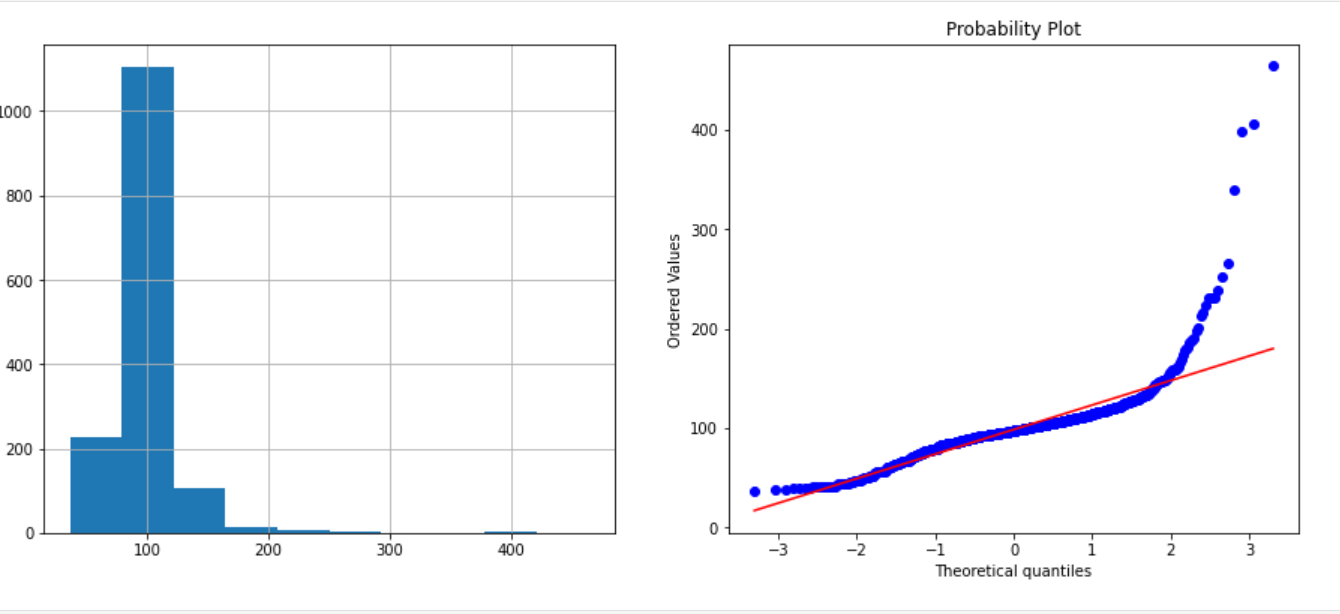 1000
800
600
400
200
0
100 200 300 400
Probability Plot
Ordered Values
400
300
200
100
0
−3 −2 −1 0 1 2 3
Theoretical quantiles